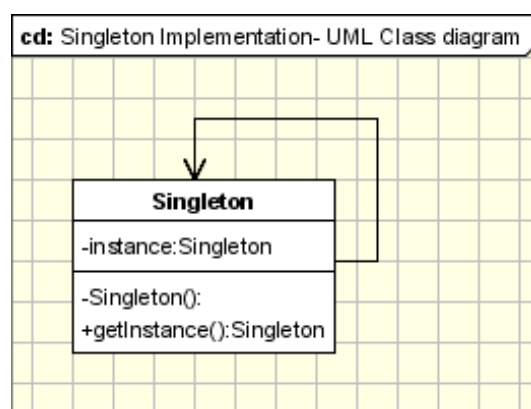 cd: Singleton Implementation- UML Class diagram
Singleton
-instance:Singleton
-Singleton():
+getInstance():Singleton